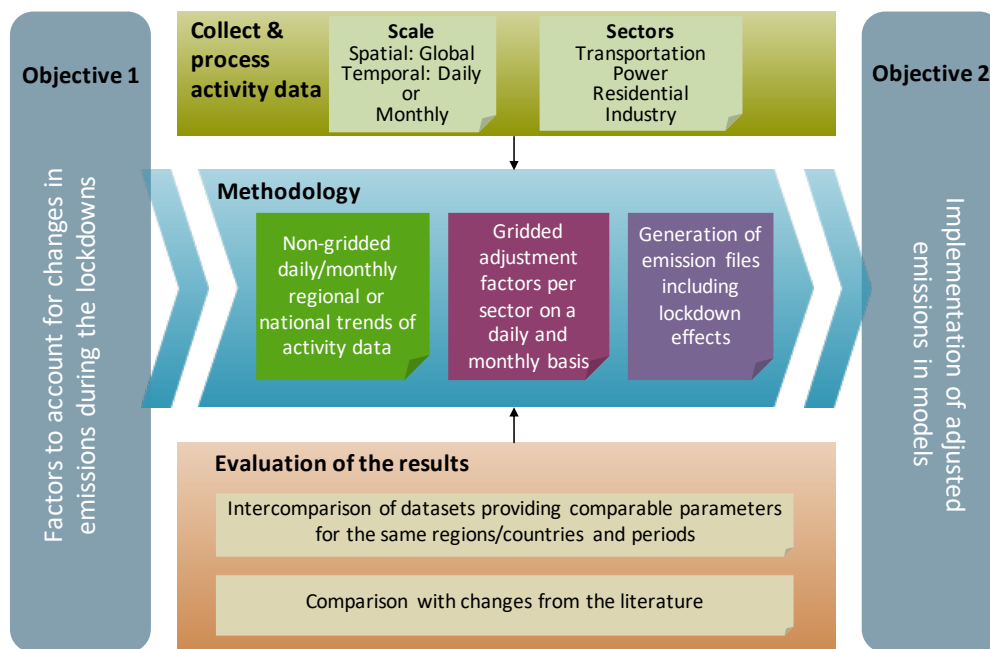 Objective 1
Factors to account for changes in
emissions during the lockdowns
Collect &
process
activity data
Scale
Spatial: Global
Temporal: Daily
or
Monthly
Sectors
Transportation
Power
Residential
Industry
Methodology
Non-gridded
daily/monthly
regional or
national trends of
activity data
Gridded
adjustment
factors per
sector on a
daily and
monthly basis
Generation of
emission files
including
lockdown
effects
Evaluation of the results
Intercomparison of datasets providing comparable parameters
for the same regions/countries and periods
Comparison with changes from the literature
Objective 2
Implementation of adjusted
emissions in models